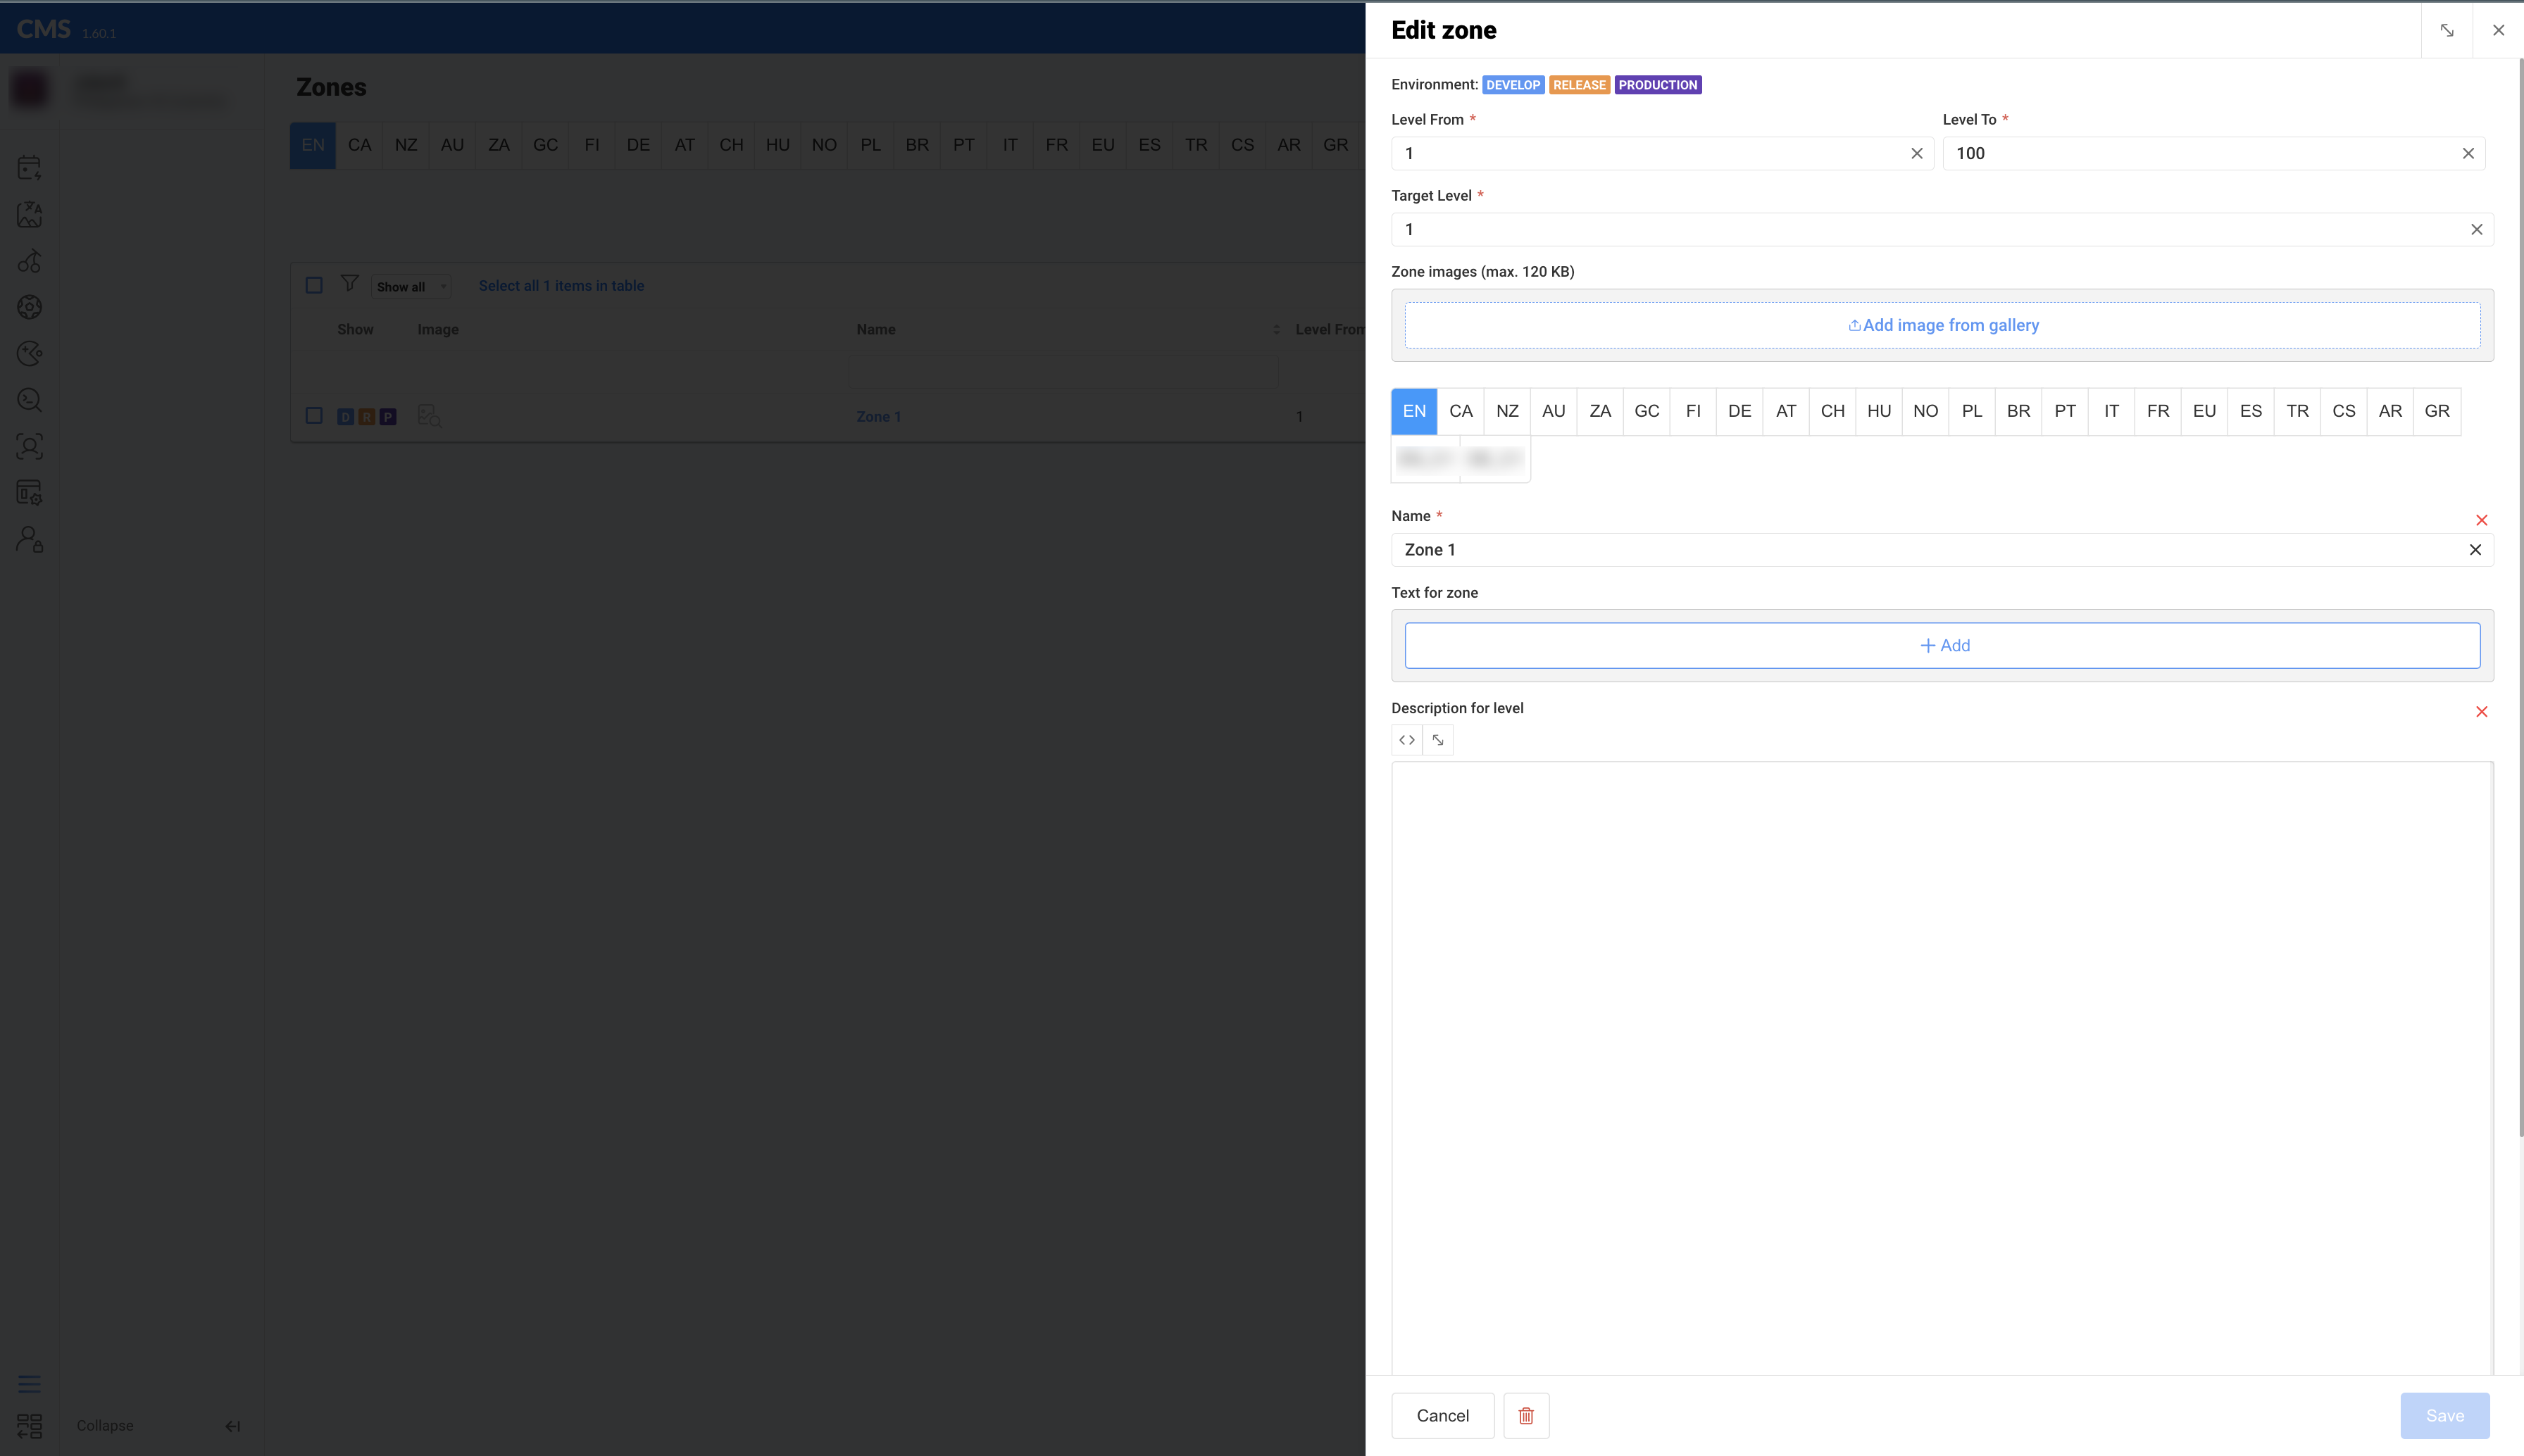 CMS 1.60.1
Zones
EN CA NZ AU ZA GC FI DE AT CH HU NO PL BR PT IT FR EU ES TR CS AR GR
Show all Select all 1 items in table
Show Image Name Level From
D R P Zone 1 1
Collapse
Edit zone
Environment: DEVELOP RELEASE PRODUCTION
Level From * Level To *
1 100
Target Level *
1
Zone images (max. 120 KB)
Add image from gallery
EN CA NZ AU ZA GC FI DE AT CH HU NO PL BR PT IT FR EU ES TR CS AR GR
Name *
Zone 1
Text for zone
+ Add
Description for level
Cancel Save